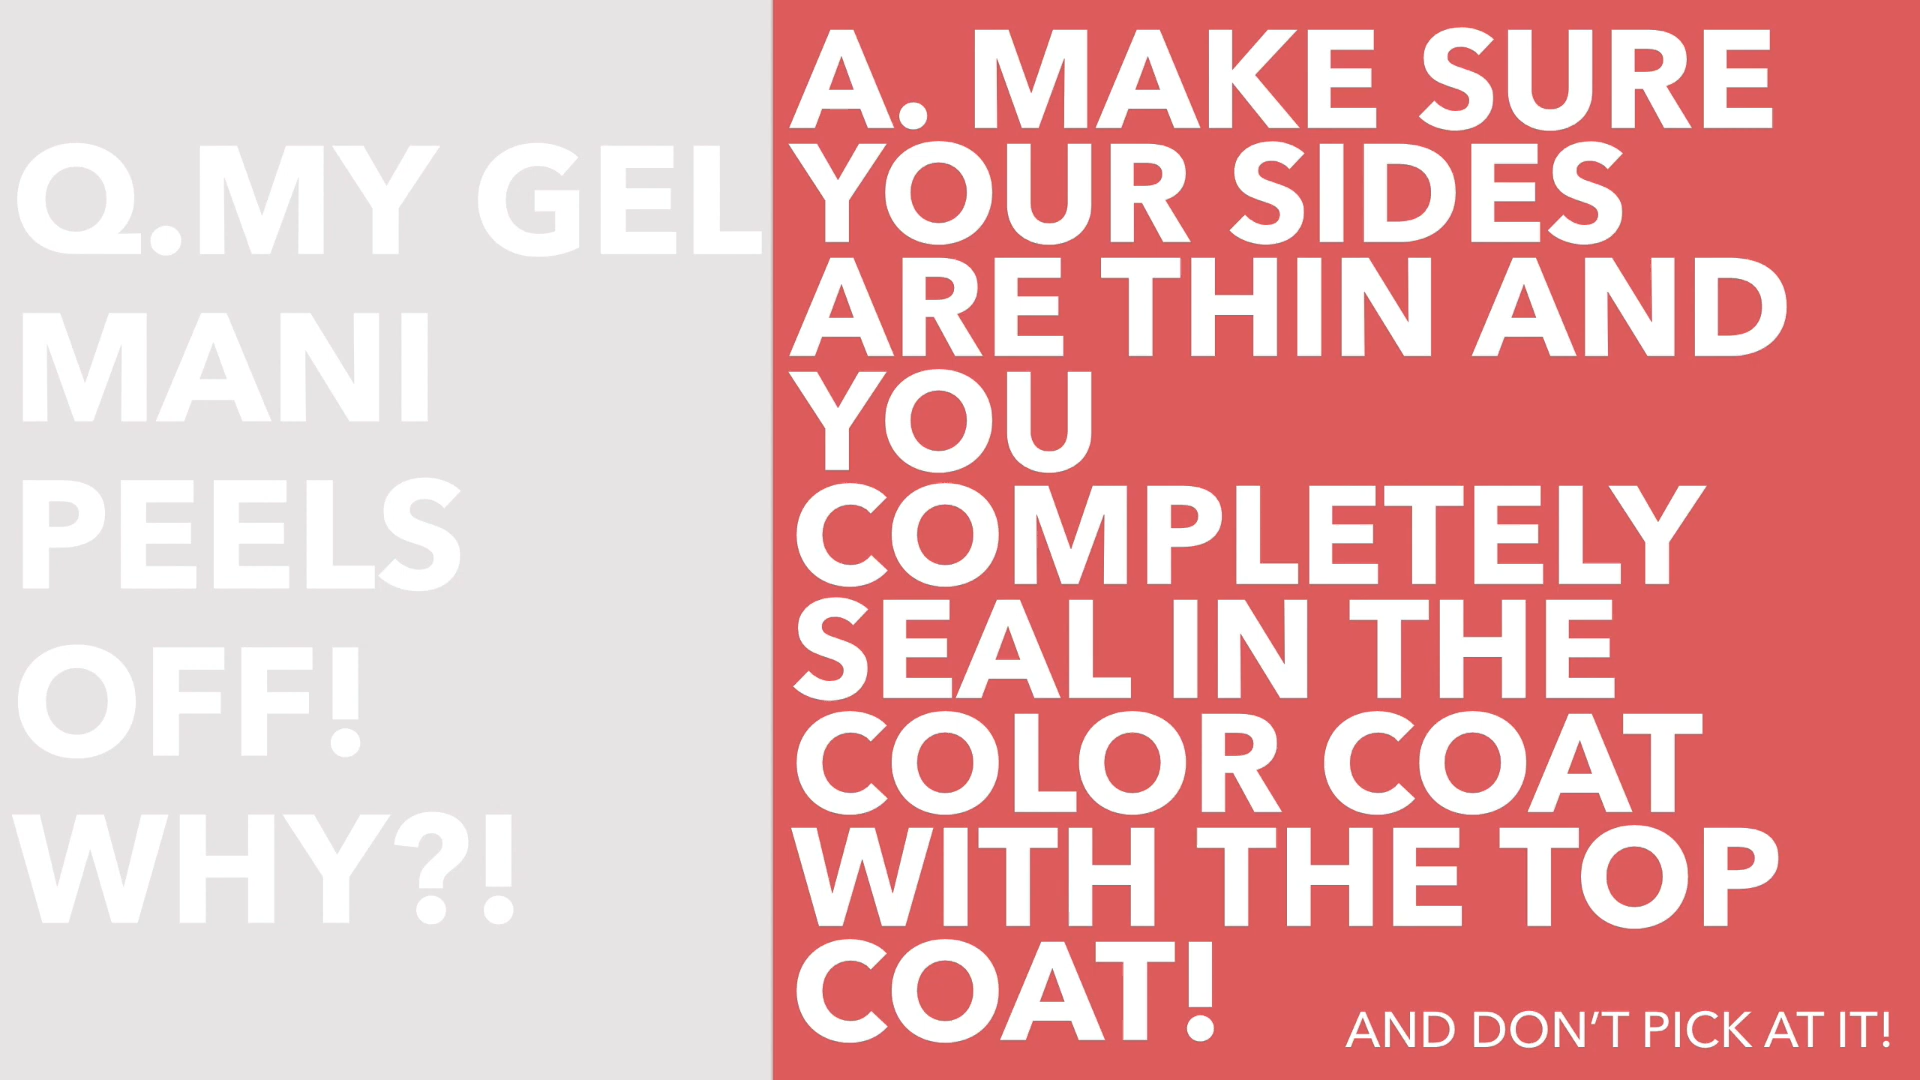 Q.MY GEL
MANI
PEELS
OFF!
WHY?!
A. MAKE SURE
YOUR SIDES
ARE THIN AND
YOU
COMPLETELY
SEAL IN THE
COLOR COAT
WITH THE TOP
COAT!
AND DON'T PICK AT IT!